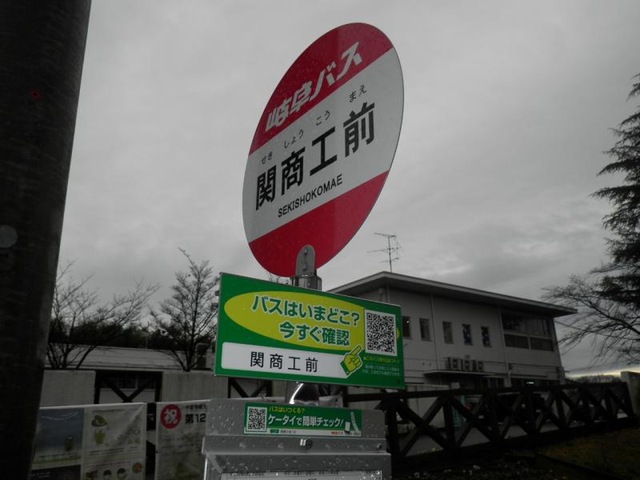 岐阜バス
せき しょう こう まえ
関商工前
SEKISHOKOMAE
バスはいまどこ?
今すぐ確認
関商工前
バスはいつくる?
ケータイで簡単チェック!
祝
第12